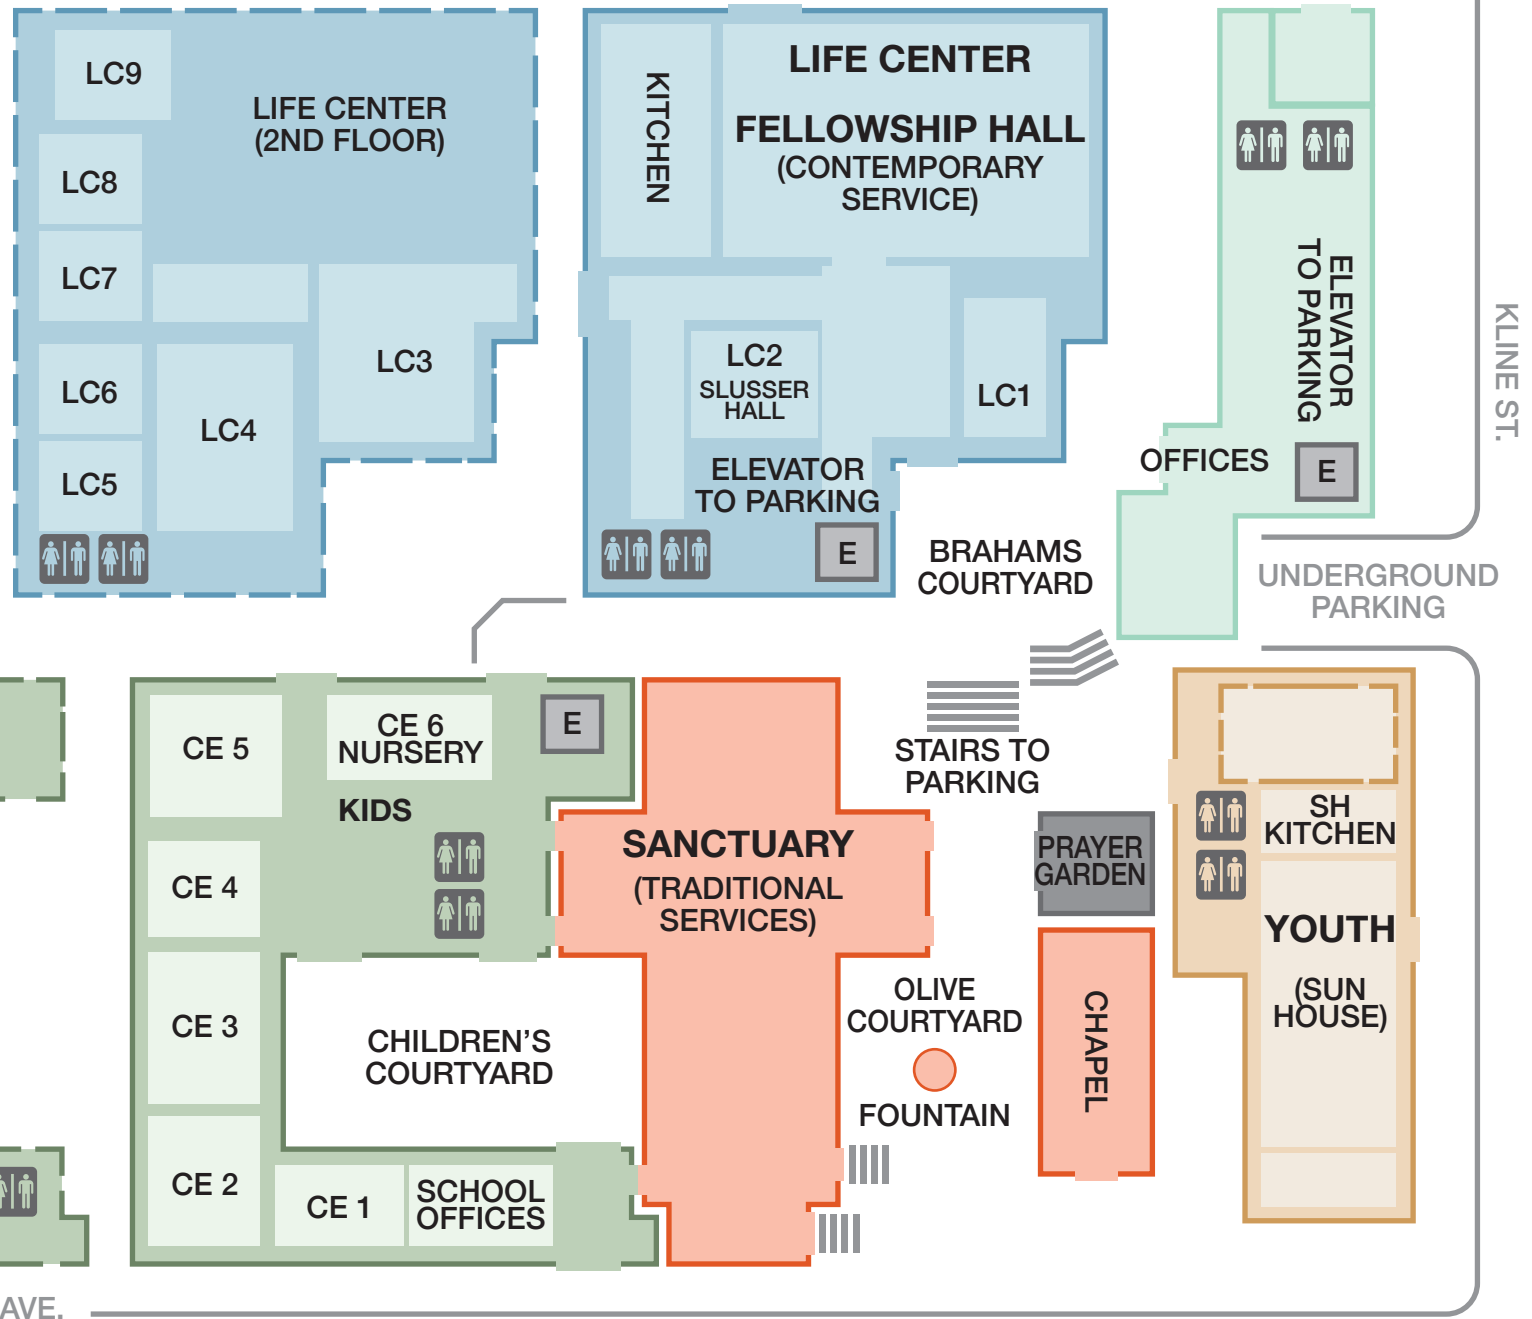 LC9
LIFE CENTER
(2ND FLOOR)
LC8
LC7
LC3
LC6
LC4
LC5
KITCHEN
LIFE CENTER
FELLOWSHIP HALL
(CONTEMPORARY
SERVICE)
LC2
SLUSSER
HALL
LC1
ELEVATOR
TO PARKING
E
ELEVATOR
TO PARKING
OFFICES
E
KLINE ST.
BRAHAMS
COURTYARD
UNDERGROUND
PARKING
CE 5
CE 6
NURSERY
E
KIDS
CE 4
CE 3
CE 2
CE 1
SCHOOL
OFFICES
CHILDREN'S
COURTYARD
SANCTUARY
(TRADITIONAL
SERVICES)
STAIRS TO
PARKING
PRAYER
GARDEN
OLIVE
COURTYARD
FOUNTAIN
CHAPEL
SH
KITCHEN
YOUTH
(SUN
HOUSE)
AVE.